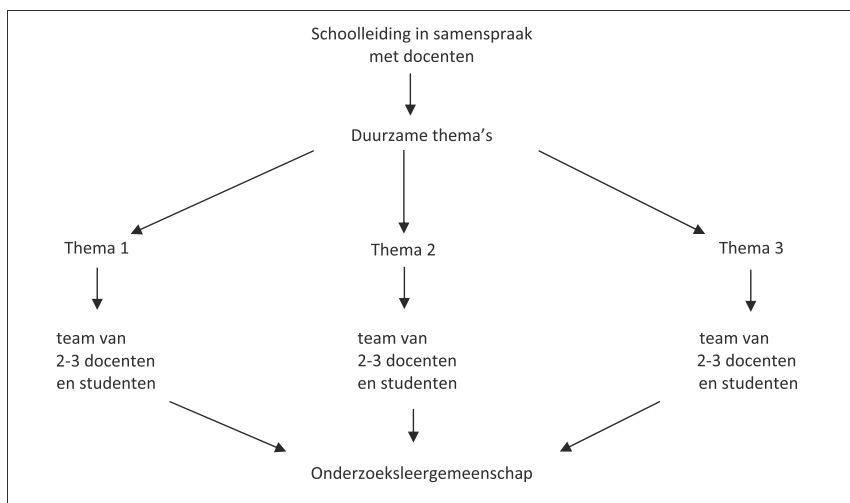 Schoolleiding in samenspraak
met docenten
Duurzame thema's
Thema 1
Thema 2
Thema 3
team van
2-3 docenten
en studenten
team van
2-3 docenten
en studenten
team van
2-3 docenten
en studenten
Onderzoeksleergemeenschap